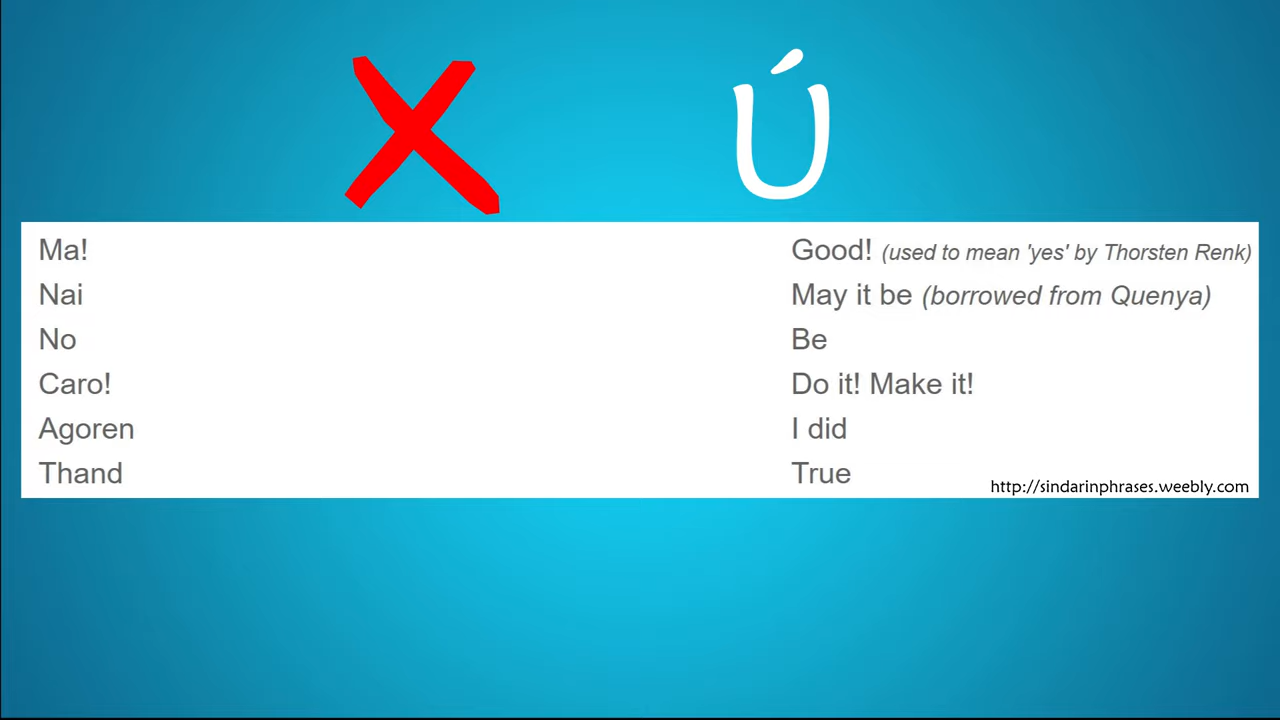 Ú
Ma! Good! (used to mean 'yes' by Thorsten Renk)
Nai May it be (borrowed from Quenya)
No Be
Caro! Do it! Make it!
Agoren I did
Thand True
http://sindarinphrases.weebly.com